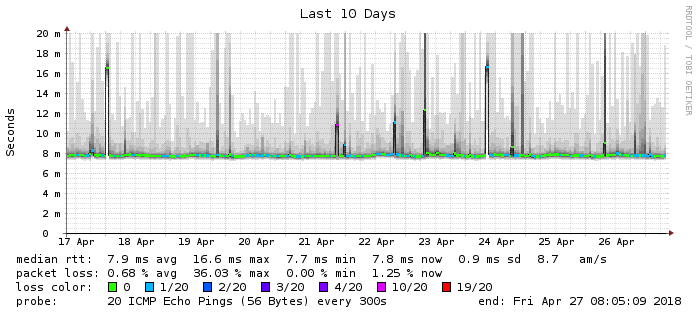 Last 10 Days
RRDTOOL / TOBI OETIKER
Seconds
20 m
18 m
16 m
14 m
12 m
10 m
8 m
6 m
4 m
2 m
0
17 Apr 18 Apr 19 Apr 20 Apr 21 Apr 22 Apr 23 Apr 24 Apr 25 Apr 26 Apr
median rtt: 7.9 ms avg 16.6 ms max 7.7 ms min 7.8 ms now 0.9 ms sd 8.7 am/s
packet loss: 0.68 % avg 36.03 % max 0.00 % min 1.25 % now
loss color: 0 1/20 2/20 3/20 4/20 10/20 19/20
probe: 20 ICMP Echo Pings (56 Bytes) every 300s end: Fri Apr 27 08:05:09 2018